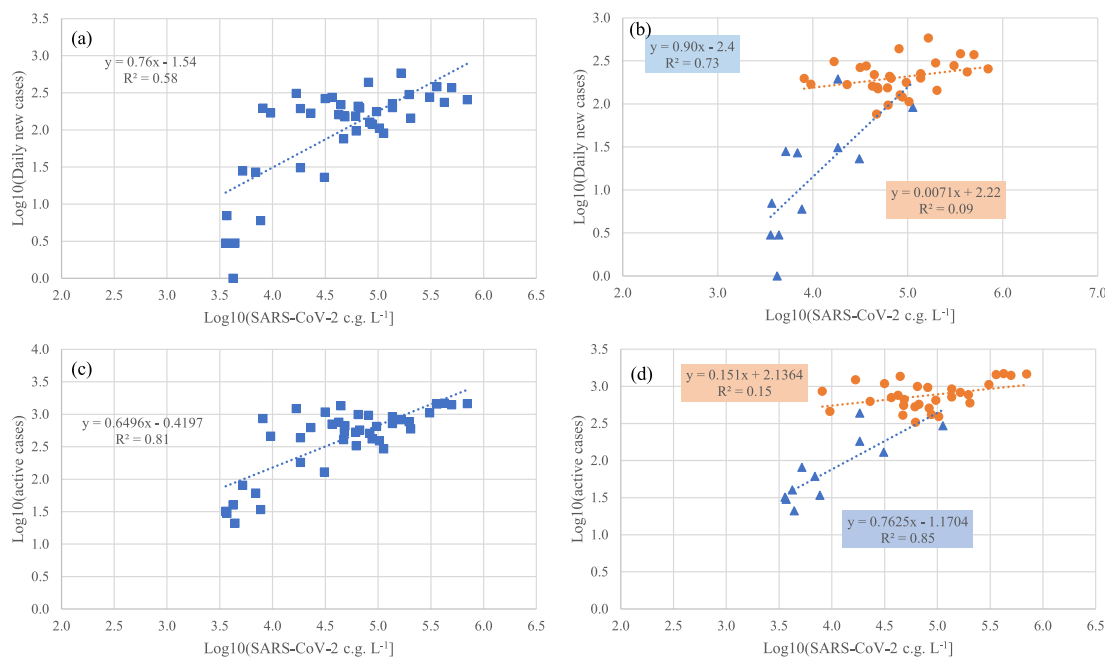 (a)
y = 0.76x - 1.54
R² = 0.58
Log10(Daily new cases)
3.5
3.0
2.5
2.0
1.5
1.0
0.5
0.0
2.0 2.5 3.0 3.5 4.0 4.5 5.0 5.5 6.0 6.5
Log10(SARS-CoV-2 c.g. L⁻¹]
(b)
y = 0.90x - 2.4
R² = 0.73
y = 0.0071x + 2.22
R² = 0.09
Log10(Daily new cases)
3.0
2.5
2.0
1.5
1.0
0.5
0.0
2.0 3.0 4.0 5.0 6.0 7.0
Log10(SARS-CoV-2 c.g. L⁻¹]
(c)
y = 0.6496x - 0.4197
R² = 0.81
Log10(active cases)
4.0
3.5
3.0
2.5
2.0
1.5
1.0
0.5
0.0
2.0 2.5 3.0 3.5 4.0 4.5 5.0 5.5 6.0 6.5
Log10(SARS-CoV-2 c.g. L⁻¹]
(d)
y = 0.151x + 2.1364
R² = 0.15
y = 0.7625x - 1.1704
R² = 0.85
Log10(active cases)
3.5
3.0
2.5
2.0
1.5
1.0
0.5
0.0
2.0 2.5 3.0 3.5 4.0 4.5 5.0 5.5 6.0 6.5
Log10(SARS-CoV-2 c.g. L⁻¹]